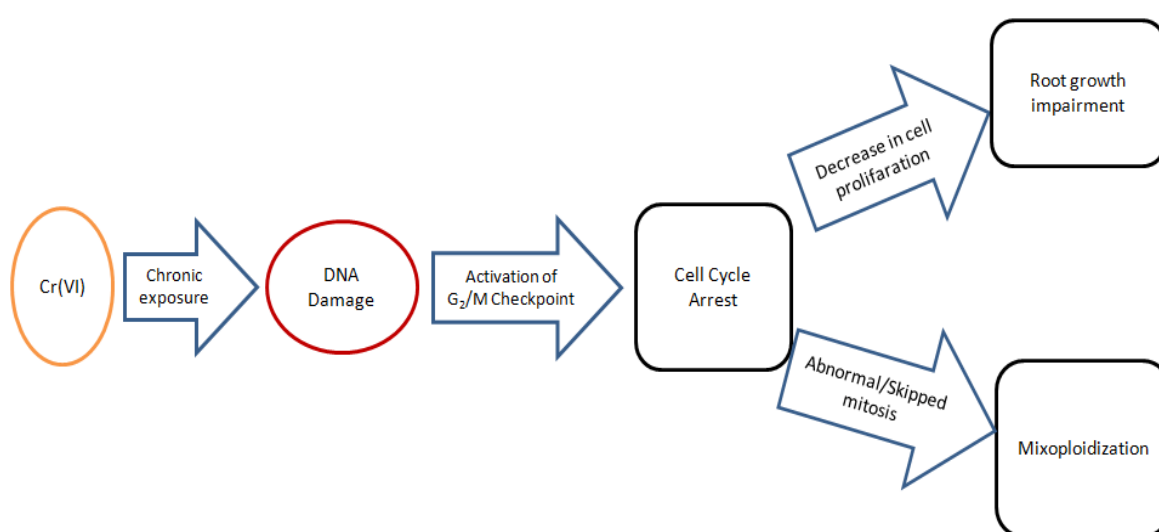 Cr(VI)
Chronic
exposure
DNA
Damage
Activation of
G₂/M Checkpoint
Cell Cycle
Arrest
Decrease in cell
prolifaration
Root growth
impairment
Abnormal/Skipped
mitosis
Mixoploidization